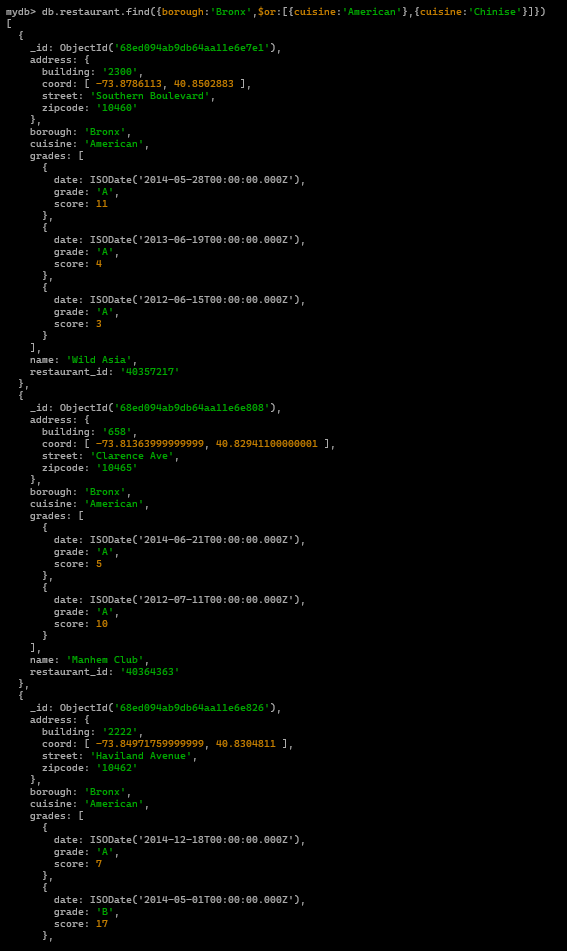 mydb> db.restaurant.find({borough:'Bronx',$or:[{cuisine:'American'},{cuisine:'Chinise'}]})
[
  {
    _id: ObjectId('68ed094ab9db64aa11e6e7e1'),
    address: {
      building: '2300',
      coord: [ -73.8786113, 40.8502883 ],
      street: 'Southern Boulevard',
      zipcode: '10460'
    },
    borough: 'Bronx',
    cuisine: 'American',
    grades: [
      {
        date: ISODate('2014-05-28T00:00:00.000Z'),
        grade: 'A',
        score: 11
      },
      {
        date: ISODate('2013-06-19T00:00:00.000Z'),
        grade: 'A',
        score: 4
      },
      {
        date: ISODate('2012-06-15T00:00:00.000Z'),
        grade: 'A',
        score: 3
      }
    ],
    name: 'Wild Asia',
    restaurant_id: '40357217'
  },
  {
    _id: ObjectId('68ed094ab9db64aa11e6e808'),
    address: {
      building: '658',
      coord: [ -73.81363999999999, 40.82941100000001 ],
      street: 'Clarence Ave',
      zipcode: '10465'
    },
    borough: 'Bronx',
    cuisine: 'American',
    grades: [
      {
        date: ISODate('2014-06-21T00:00:00.000Z'),
        grade: 'A',
        score: 5
      },
      {
        date: ISODate('2012-07-11T00:00:00.000Z'),
        grade: 'A',
        score: 10
      }
    ],
    name: 'Manhem Club',
    restaurant_id: '40364363'
  },
  {
    _id: ObjectId('68ed094ab9db64aa11e6e826'),
    address: {
      building: '2222',
      coord: [ -73.84971759999999, 40.8304811 ],
      street: 'Haviland Avenue',
      zipcode: '10462'
    },
    borough: 'Bronx',
    cuisine: 'American',
    grades: [
      {
        date: ISODate('2014-12-18T00:00:00.000Z'),
        grade: 'A',
        score: 7
      },
      {
        date: ISODate('2014-05-01T00:00:00.000Z'),
        grade: 'B',
        score: 17
      },